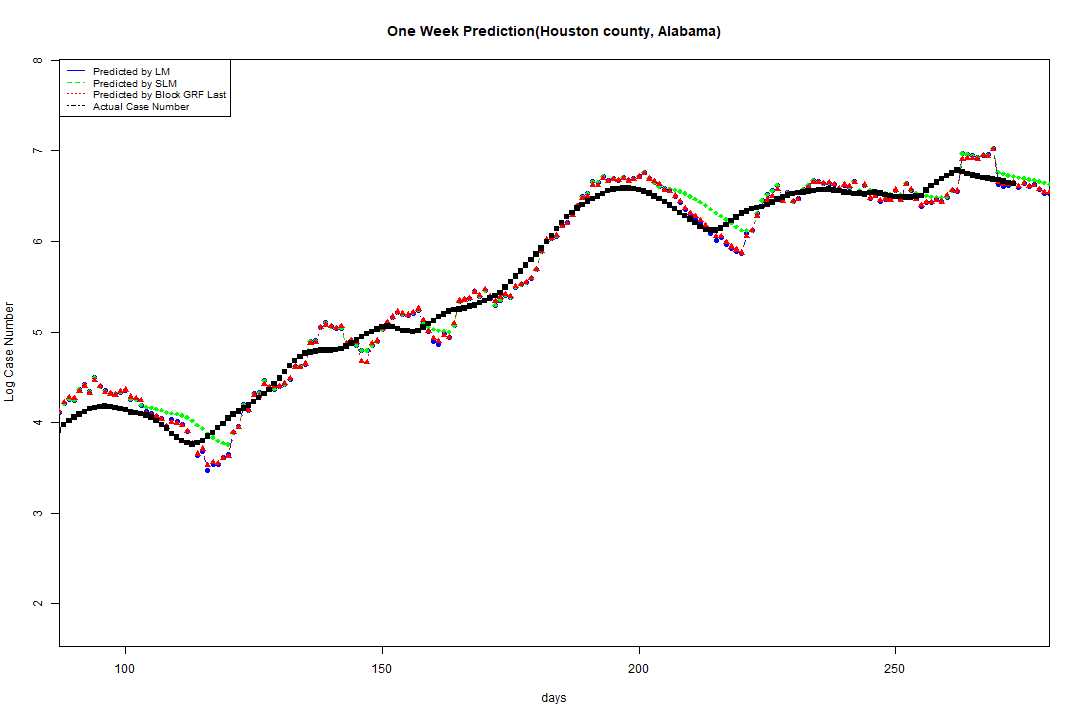 One Week Prediction(Houston county, Alabama)
Predicted by LM
Predicted by SLM
Predicted by Block GRF Last
Actual Case Number
8
7
6
5
4
3
2
Log Case Number
100 150 200 250
days